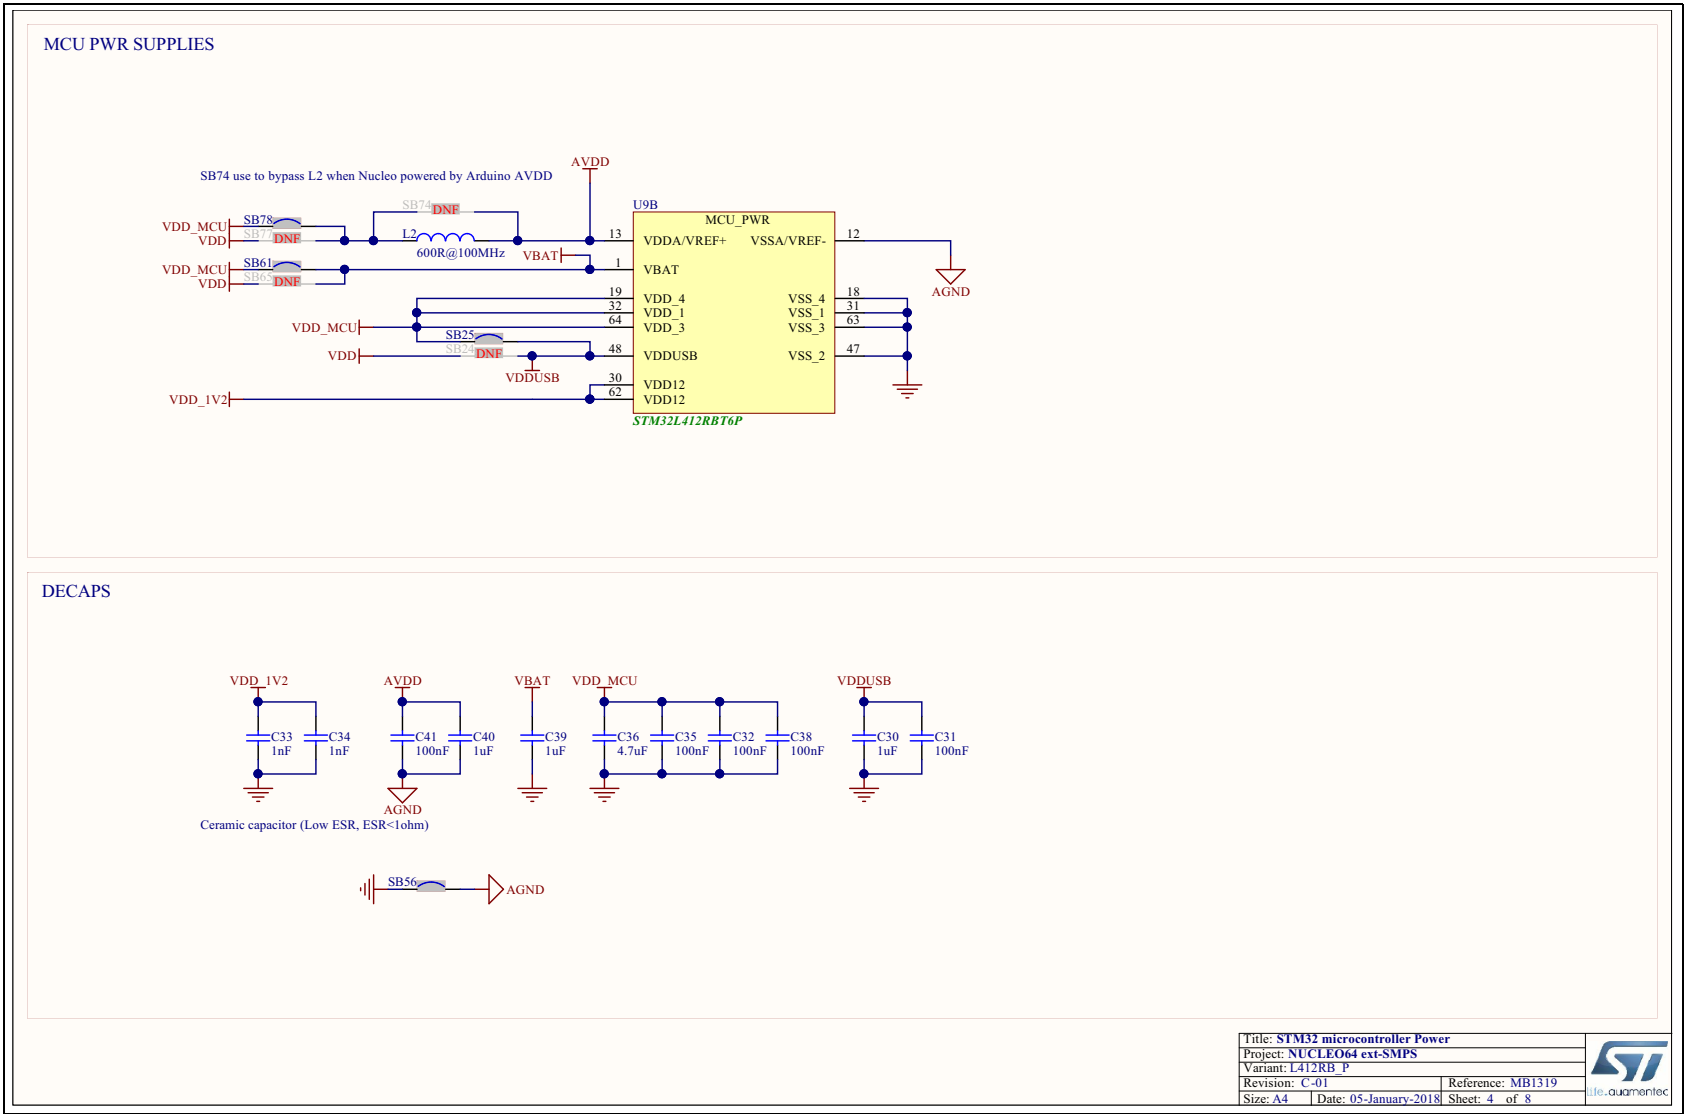 MCU PWR SUPPLIES
SB74 use to bypass L2 when Nucleo powered by Arduino AVDD
AVDD
SB74
DNF
U9B
MCU_PWR
VDD_MCU
SB78
VDD
SB77
DNF
L2
600R@100MHz
13
VDDA/VREF+
VSSA/VREF-
12
VBAT
VDD_MCU
SB61
VDD
SB65
DNF
1
VBAT
AGND
19
VDD_4
VSS_4
18
32
VDD_1
VSS_1
31
VDD_MCU
64
VDD_3
VSS_3
63
SB25
VDD
SB24
DNF
48
VDDUSB
VSS_2
47
VDDUSB
30
VDD12
VDD_1V2
62
VDD12
STM32L412RBT6P
DECAPS
VDD_1V2
AVDD
VBAT
VDD_MCU
VDDUSB
C33
1nF
C34
1nF
C41
100nF
C40
1uF
C39
1uF
C36
4.7uF
C35
100nF
C32
100nF
C38
100nF
C30
1uF
C31
100nF
AGND
Ceramic capacitor (Low ESR, ESR<1ohm)
SB56
AGND
Title: STM32 microcontroller Power
Project: NUCLEO64 ext-SMPS
Variant: L412RB_P
Revision: C-01
Reference: MB1319
Size: A4
Date: 05-January-2018
Sheet: 4 of 8
ST
life.augmented